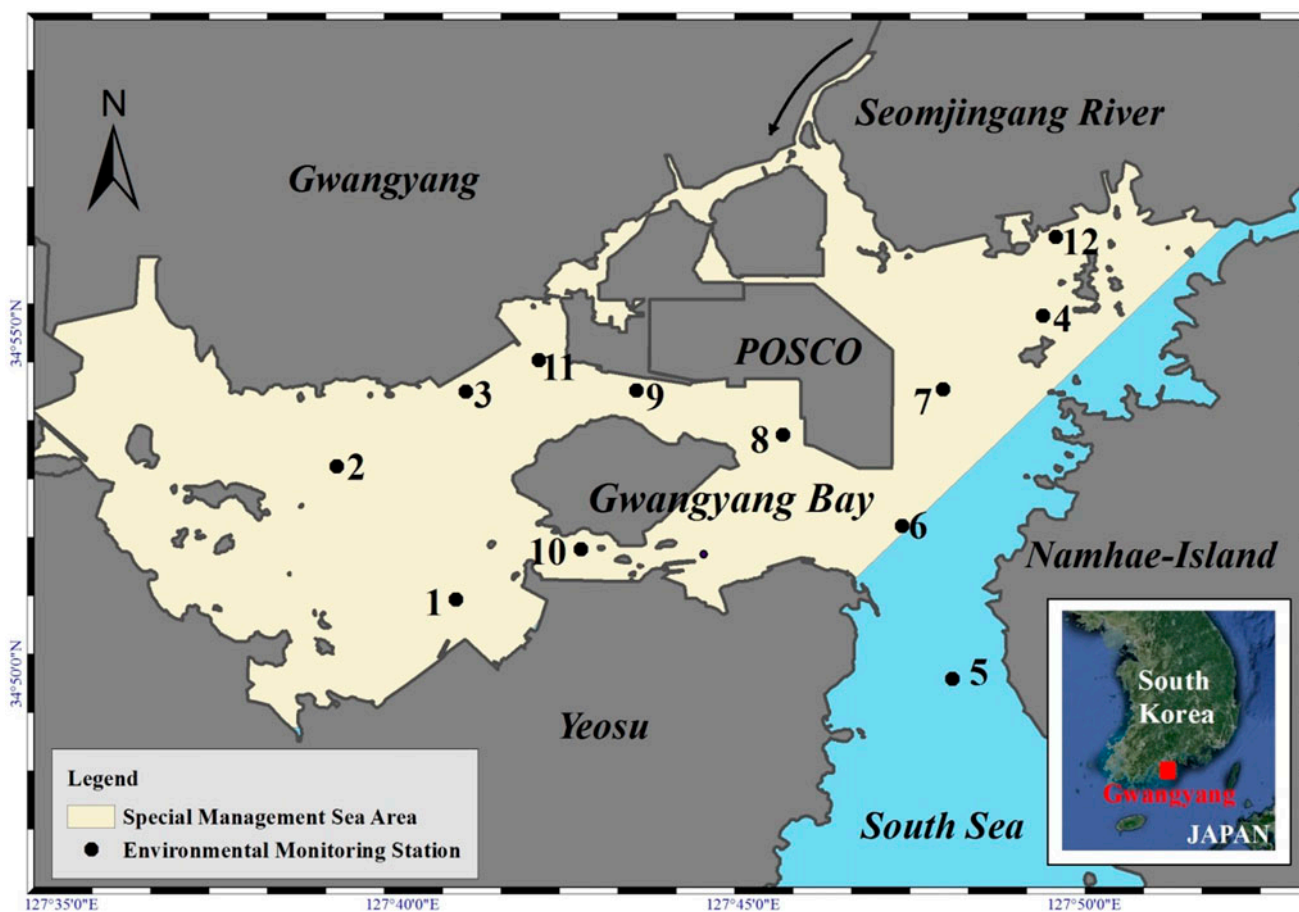 N
Seomjingang River
Gwangyang
12
4
POSCO
11
3
9
7
8
2
Gwangyang Bay
6
10
Namhae-Island
1
5
Yeosu
South Sea
34°55'0"N
34°50'0"N
Legend
Special Management Sea Area
Environmental Monitoring Station
South
Korea
Gwangyang
JAPAN
127°35'0"E
127°40'0"E
127°45'0"E
127°50'0"E